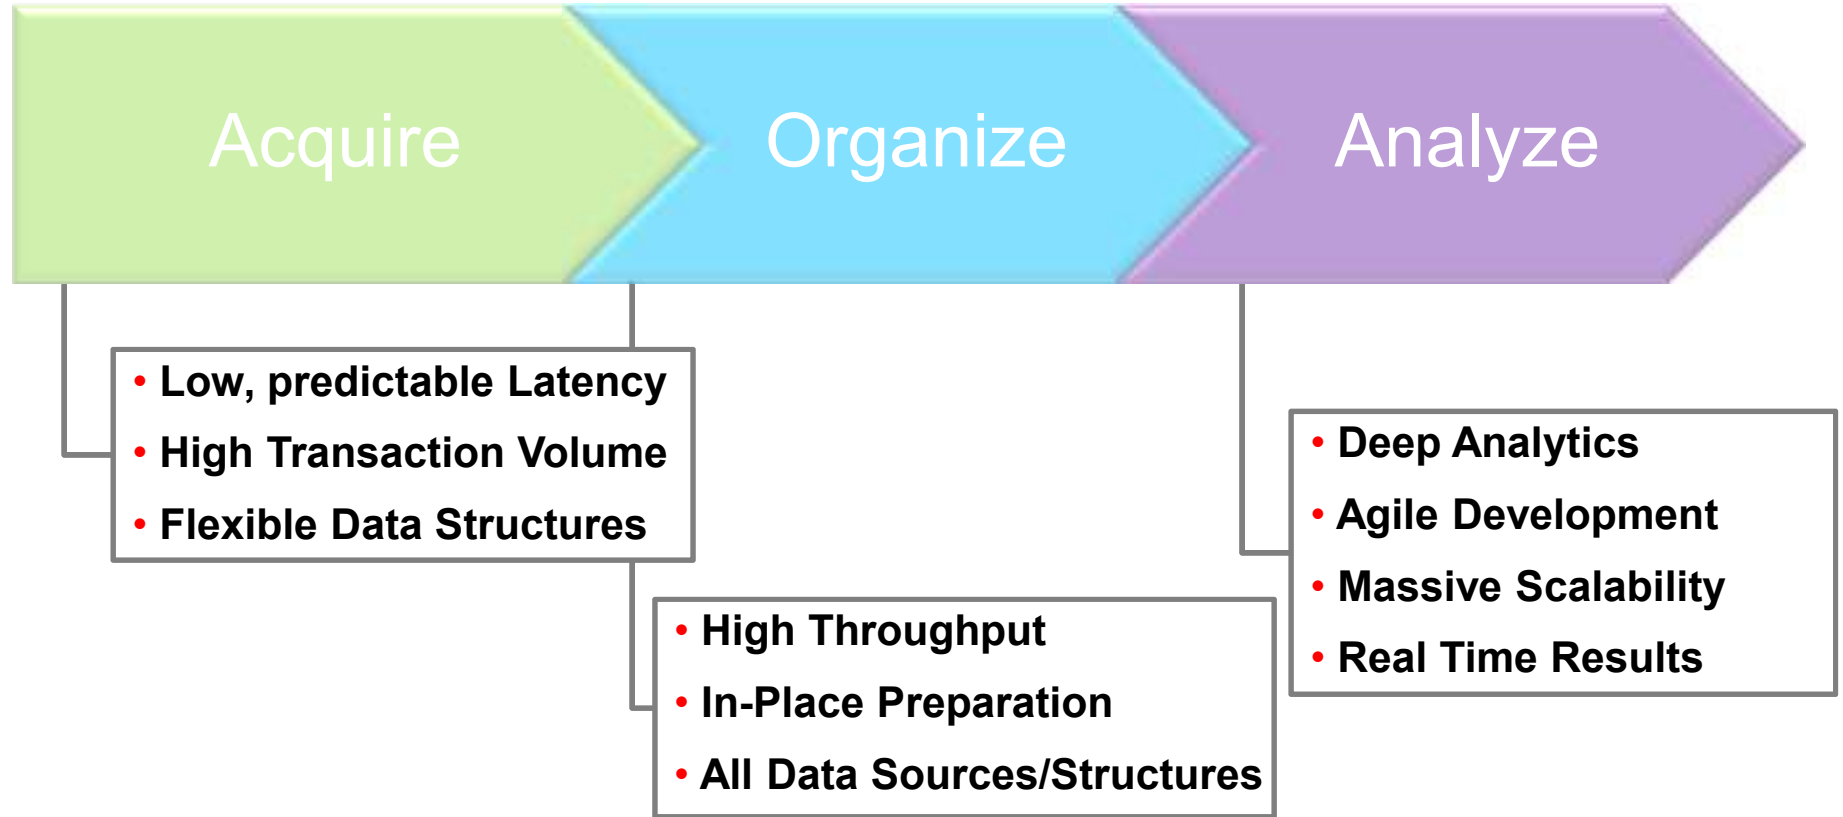 Acquire
Organize
Analyze
• Low, predictable Latency
• High Transaction Volume
• Flexible Data Structures
• High Throughput
• In-Place Preparation
• All Data Sources/Structures
• Deep Analytics
• Agile Development
• Massive Scalability
• Real Time Results